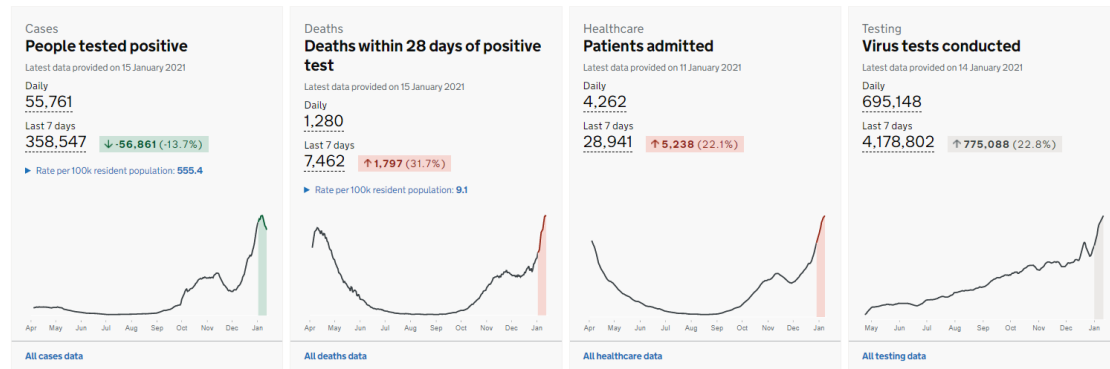 Cases
People tested positive
Latest data provided on 15 January 2021
Daily
55,761
Last 7 days
358,547 ↓ -56,861 (-13.7%)
▶ Rate per 100k resident population: 555.4
Apr May Jun Jul Aug Sep Oct Nov Dec Jan
All cases data
Deaths
Deaths within 28 days of positive
test
Latest data provided on 15 January 2021
Daily
1,280
Last 7 days
7,462 ↑ 1,797 (31.7%)
▶ Rate per 100k resident population: 9.1
Apr May Jun Jul Aug Sep Oct Nov Dec Jan
All deaths data
Healthcare
Patients admitted
Latest data provided on 11 January 2021
Daily
4,262
Last 7 days
28,941 ↑ 5,238 (22.1%)
Apr May Jun Jul Aug Sep Oct Nov Dec Jan
All healthcare data
Testing
Virus tests conducted
Latest data provided on 14 January 2021
Daily
695,148
Last 7 days
4,178,802 ↑ 775,088 (22.8%)
May Jun Jul Aug Sep Oct Nov Dec Jan
All testing data